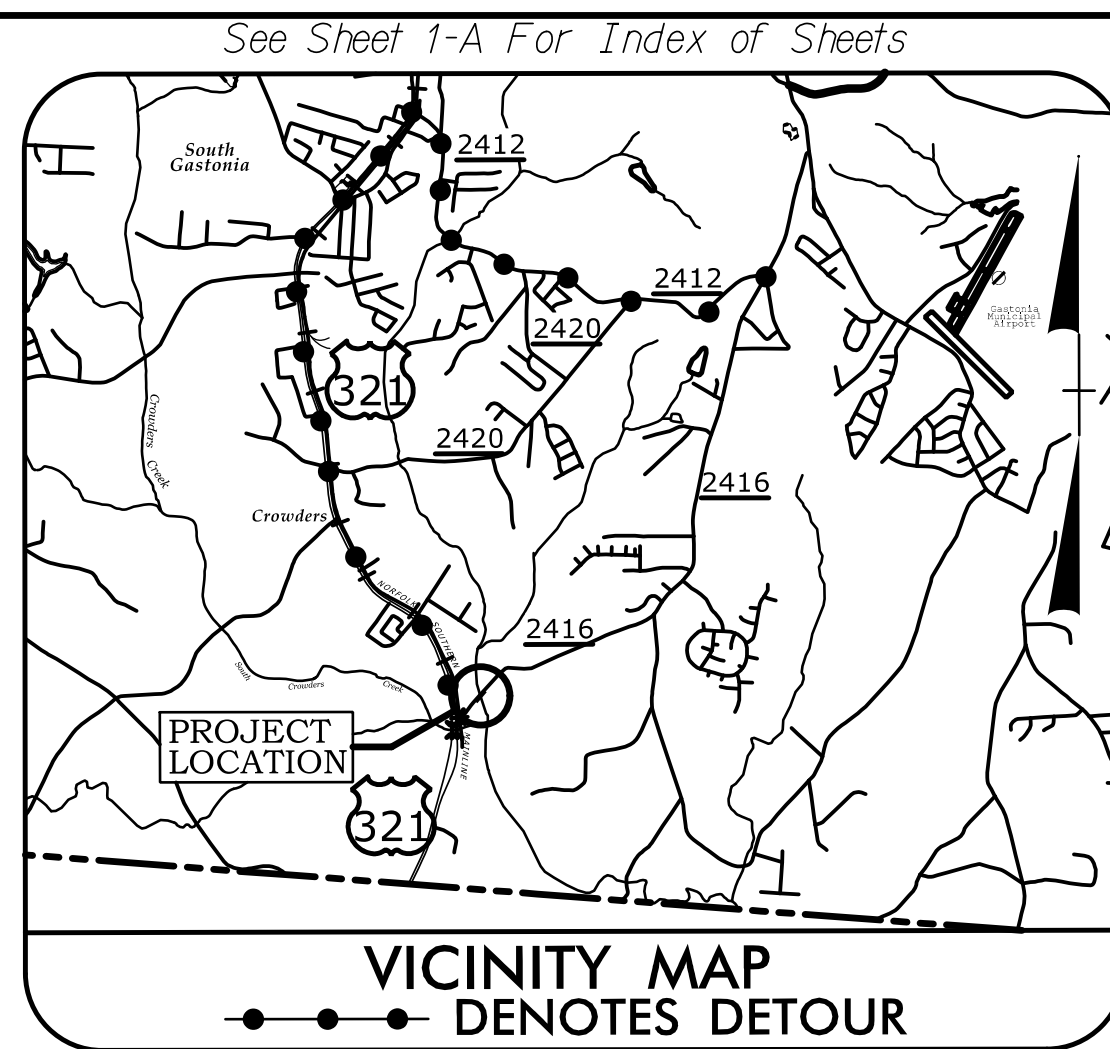 See Sheet 1-A For Index of Sheets
South
Gastonia
2412
2412
2420
Gastonia
Municipal
Airport
321
Crowders
Creek
2420
2416
Crowders
NORFOLK
SOUTHERN
2416
South
Crowders
Creek
PROJECT
LOCATION
MAINLINE
321
VICINITY MAP
DENOTES DETOUR